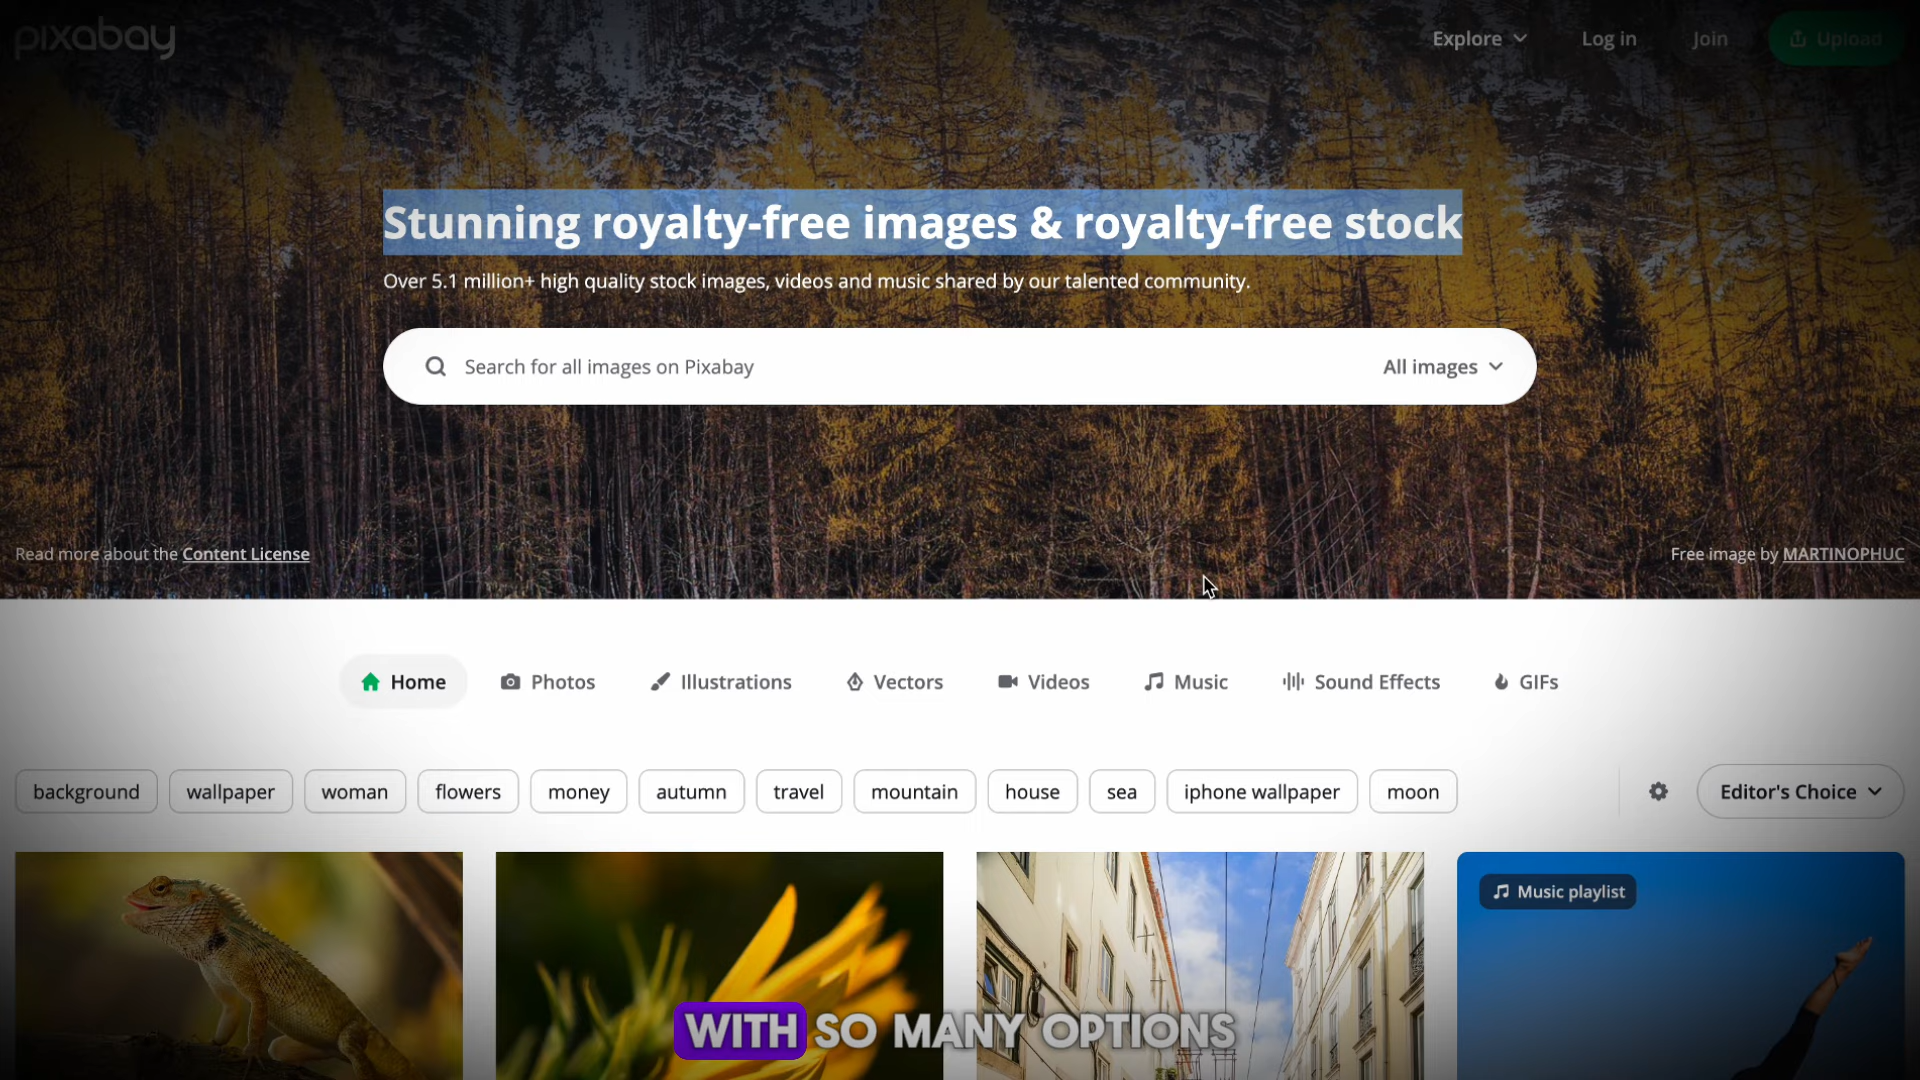 pixabay
Explore
Log in
Join
Upload
Stunning royalty-free images & royalty-free stock
Over 5.1 million+ high quality stock images, videos and music shared by our talented community.
Search for all images on Pixabay
All images
Read more about the Content License
Free image by MARTINOPHUC
Home
Photos
Illustrations
Vectors
Videos
Music
Sound Effects
GIFs
background
wallpaper
woman
flowers
money
autumn
travel
mountain
house
sea
iphone wallpaper
moon
Editor's Choice
Music playlist
WITH SO MANY OPTIONS